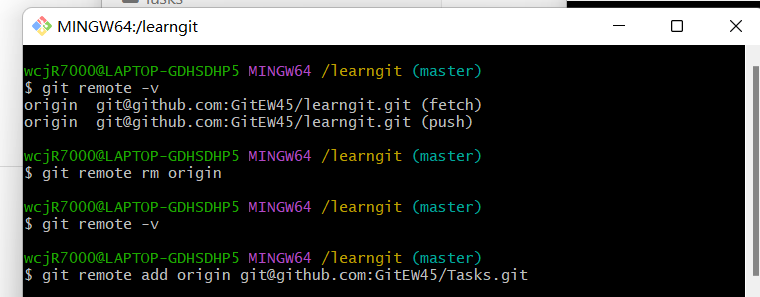 Tasks
MINGW64:/learngit
wcjR7000@LAPTOP-GDHSDHP5 MINGW64 /learngit (master)
$ git remote -v
origin  git@github.com:GitEW45/learngit.git (fetch)
origin  git@github.com:GitEW45/learngit.git (push)
wcjR7000@LAPTOP-GDHSDHP5 MINGW64 /learngit (master)
$ git remote rm origin
wcjR7000@LAPTOP-GDHSDHP5 MINGW64 /learngit (master)
$ git remote -v
wcjR7000@LAPTOP-GDHSDHP5 MINGW64 /learngit (master)
$ git remote add origin git@github.com:GitEW45/Tasks.git